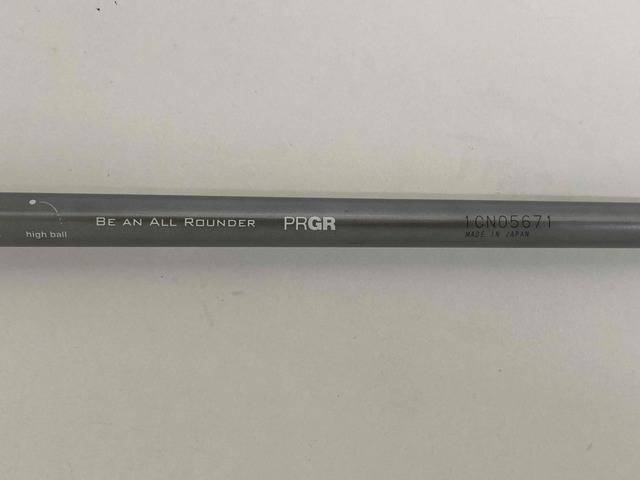 high ball
BE AN ALL ROUNDER
PRGR
1CN05671
MADE IN JAPAN